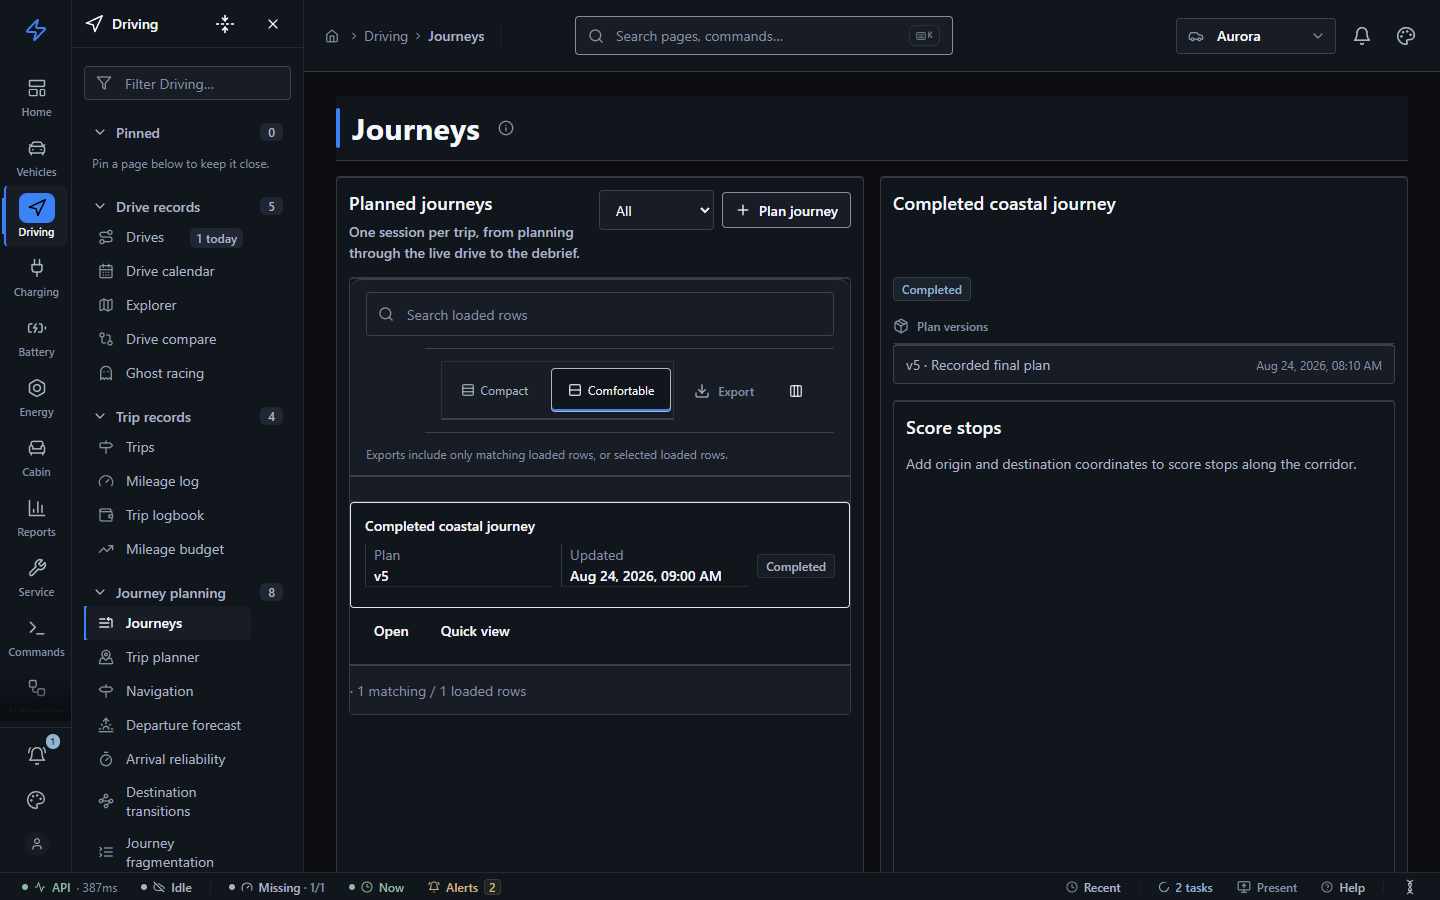 Driving
Driving
Journeys
Search pages, commands...
K
Aurora
Home
Vehicles
Driving
Charging
Battery
Energy
Cabin
Reports
Service
Commands
1
Filter Driving...
Pinned
0
Pin a page below to keep it close.
Drive records
5
Drives
1 today
Drive calendar
Explorer
Drive compare
Ghost racing
Trip records
4
Trips
Mileage log
Trip logbook
Mileage budget
Journey planning
8
Journeys
Trip planner
Navigation
Departure forecast
Arrival reliability
Destination
transitions
Journey
fragmentation
Journeys
Planned journeys
One session per trip, from planning
through the live drive to the debrief.
All
Plan journey
Search loaded rows
Compact
Comfortable
Export
Exports include only matching loaded rows, or selected loaded rows.
Completed coastal journey
Plan
v5
Updated
Aug 24, 2026, 09:00 AM
Completed
Open
Quick view
· 1 matching / 1 loaded rows
Completed coastal journey
Completed
Plan versions
v5 · Recorded final plan
Aug 24, 2026, 08:10 AM
Score stops
Add origin and destination coordinates to score stops along the corridor.
API · 387ms
Idle
Missing · 1/1
Now
Alerts 2
Recent
2 tasks
Present
Help